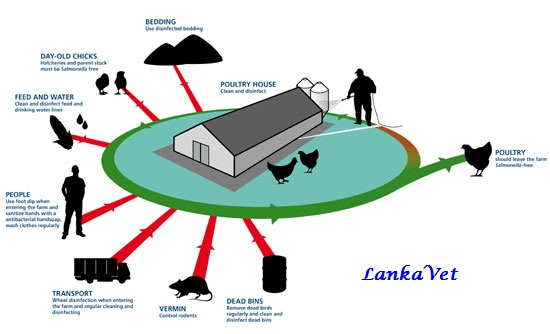 BEDDING
Use disinfected bedding
DAY-OLD CHICKS
Hatcheries and parent stock
must be Salmonella free
FEED AND WATER
Clean and disinfect feed and
drinking water lines
POULTRY HOUSE
Clean and disinfect
POULTRY
should leave the farm
Salmonella-free
PEOPLE
Use foot dip when
entering the farm and
sanitize hands with a
antibacterial handsoap,
wash clothes regularly
TRANSPORT
Wheel disinfection when entering
the farm and regular cleaning and
disinfecting
VERMIN
Control rodents
DEAD BINS
Remove dead birds
regularly and clean and
disinfect dead bins
LankaVet